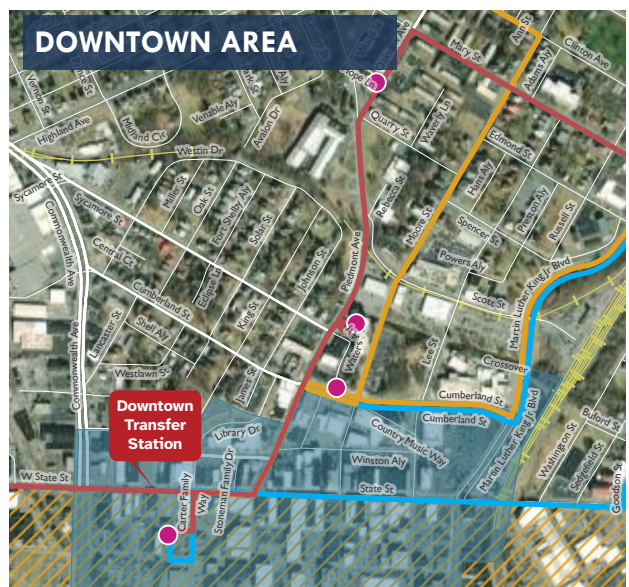 DOWNTOWN AREA
Ann St
Clinton Ave
Mary St
Adams Aly
Vernon St
Ponce St
Highland Ave
Midland Cir
Venable Aly
Avalon Dr
Quarry St
Waverly Ln
Edmond St
Westin Dr
Sycamore St
Sycamore St
Commonwealth Ave
Miller St
Oak St
Fort Shelby Aly
Solar St
Johnson St
Piedmont Ave
Rebecca St
Moore St
Hans Aly
Preston Aly
Russell St
Spencer St
Powers Aly
Central Ct
Cumberland St
Eclipse Ln
King St
Scott St
Martin Luther King Jr Blvd
Lancaster St
Shelby Aly
Commonwealth Ave
Westlawn St
James St
Waters
Lee St
Crossover
Cumberland St
Cumberland St
Downtown
Transfer
Station
Library Dr
Country Music Way
Winston Aly
Martin Luther King Jr Blvd
Washington St
Sedgefield St
Buford St
Goodson St
W State St
State St
Carter Family
Way
Stoneman Family Dr